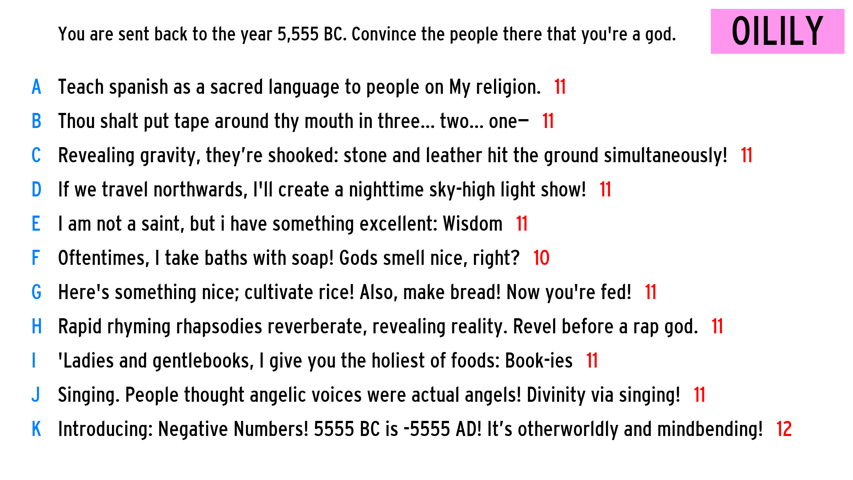 You are sent back to the year 5,555 BC. Convince the people there that you're a god.
OILILY
A Teach spanish as a sacred language to people on My religion. 11
B Thou shalt put tape around thy mouth in three... two... one— 11
C Revealing gravity, they're shooked: stone and leather hit the ground simultaneously! 11
D If we travel northwards, I'll create a nighttime sky-high light show! 11
E I am not a saint, but i have something excellent: Wisdom 11
F Oftentimes, I take baths with soap! Gods smell nice, right? 10
G Here's something nice; cultivate rice! Also, make bread! Now you're fed! 11
H Rapid rhyming rhapsodies reverberate, revealing reality. Revel before a rap god. 11
I 'Ladies and gentlebooks, I give you the holiest of foods: Book-ies 11
J Singing. People thought angelic voices were actual angels! Divinity via singing! 11
K Introducing: Negative Numbers! 5555 BC is -5555 AD! It's otherworldly and mindbending! 12